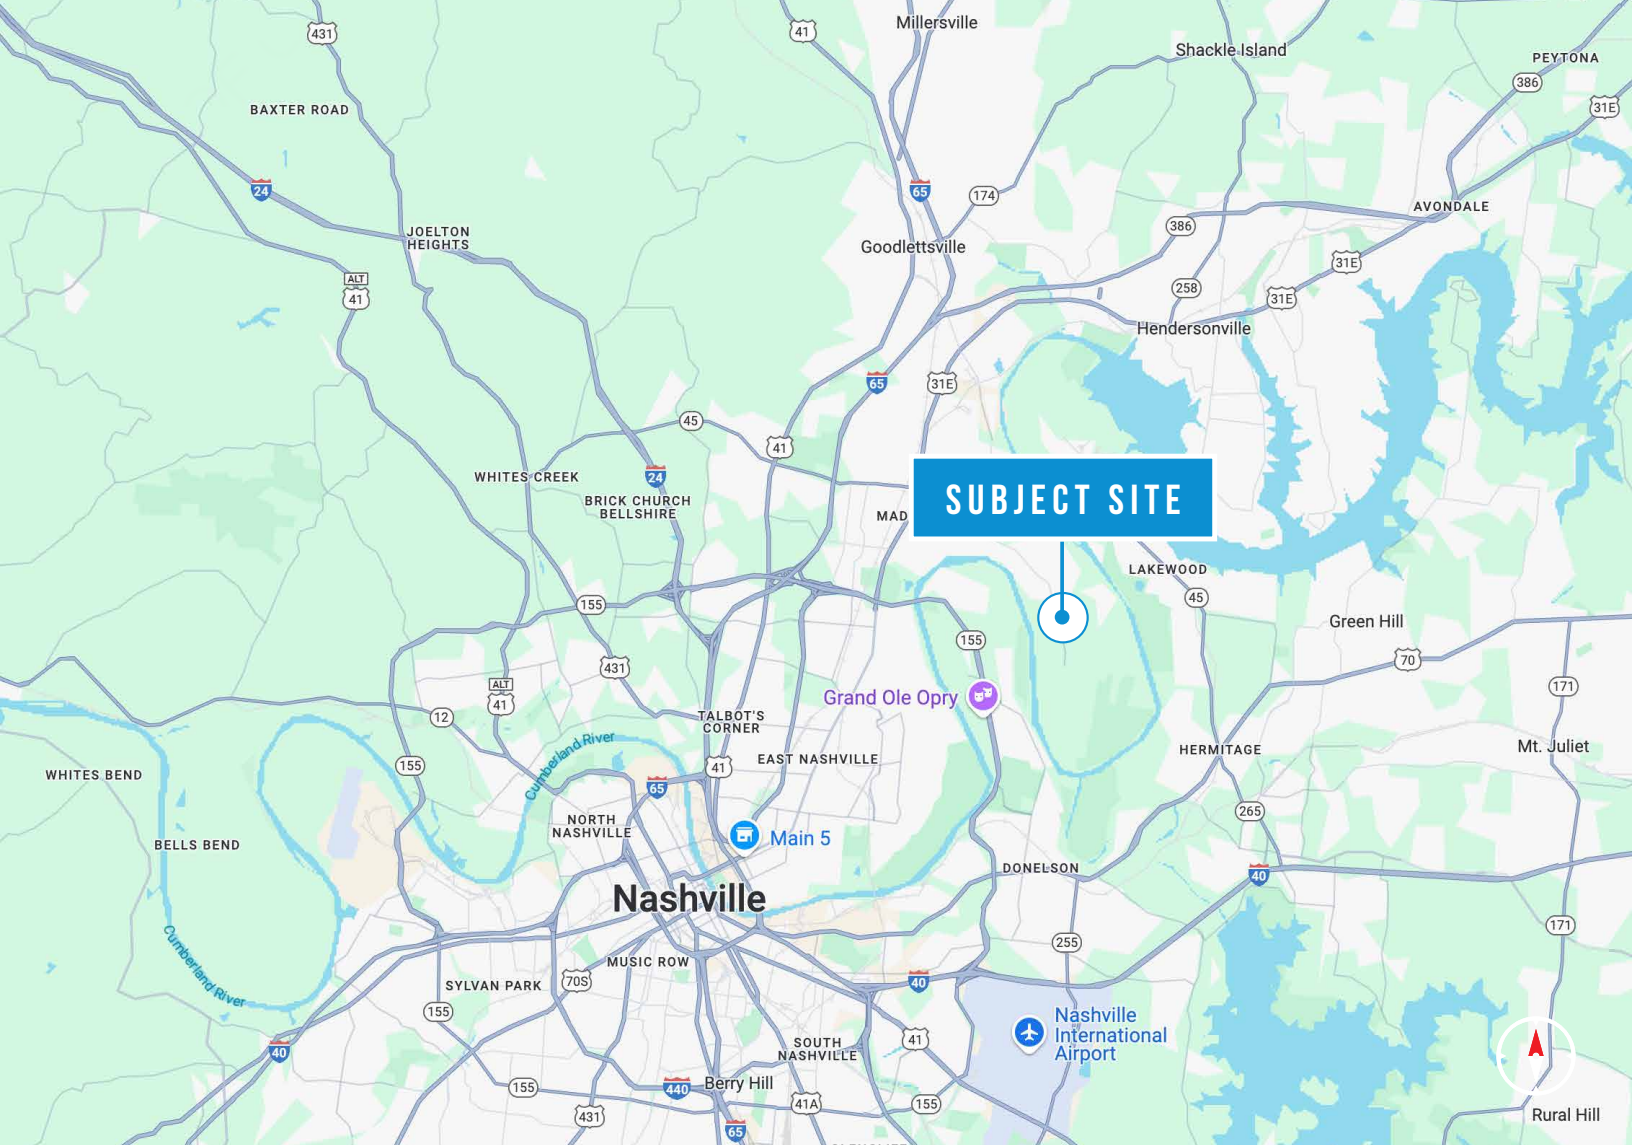 Millersville
41
431
Shackle Island
PEYTONA
386
31E
BAXTER ROAD
24
65
174
AVONDALE
386
JOELTON
HEIGHTS
Goodlettsville
31E
ALT
41
258
31E
Hendersonville
65
31E
45
41
WHITES CREEK
24
BRICK CHURCH
BELLSHIRE
SUBJECT SITE
MAD
LAKEWOOD
45
155
Green Hill
155
70
431
ALT
41
171
Grand Ole Opry
12
TALBOT'S
CORNER
Cumberland River
HERMITAGE
Mt. Juliet
EAST NASHVILLE
155
41
WHITES BEND
65
265
NORTH
NASHVILLE
Main 5
BELLS BEND
DONELSON
40
Nashville
171
Cumberland River
255
MUSIC ROW
SYLVAN PARK
70S
40
155
Nashville
International
Airport
41
SOUTH
NASHVILLE
40
155
440
Berry Hill
41A
155
431
Rural Hill
65